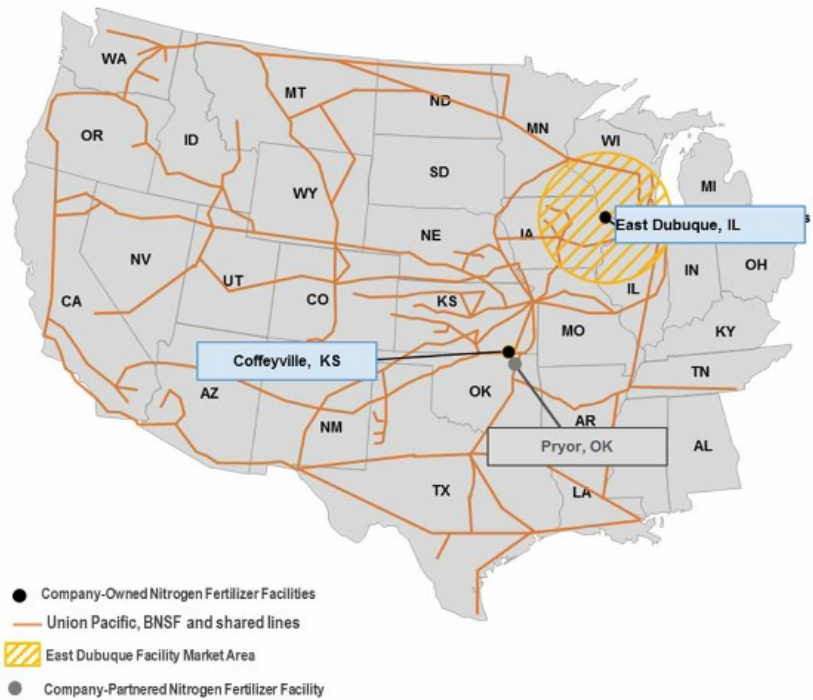 WA
MT
ND
MN
OR
ID
WI
SD
MI
WY
East Dubuque, IL
s
NE
IA
NV
IN
OH
UT
IL
CA
CO
KS
MO
KY
Coffeyville, KS
TN
AZ
OK
NM
AR
Pryor, OK
AL
TX
LA
Company-Owned Nitrogen Fertilizer Facilities
Union Pacific, BNSF and shared lines
East Dubuque Facility Market Area
Company-Partnered Nitrogen Fertilizer Facility